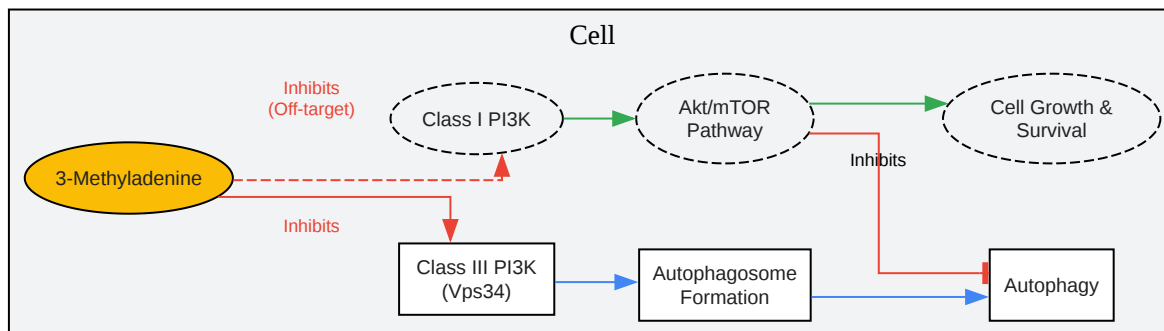 Cell
Inhibits
(Off-target)
Class I PI3K
Akt/mTOR
Pathway
Cell Growth &
Survival
Inhibits
3-Methyladenine
Inhibits
Class III PI3K
(Vps34)
Autophagosome
Formation
Autophagy